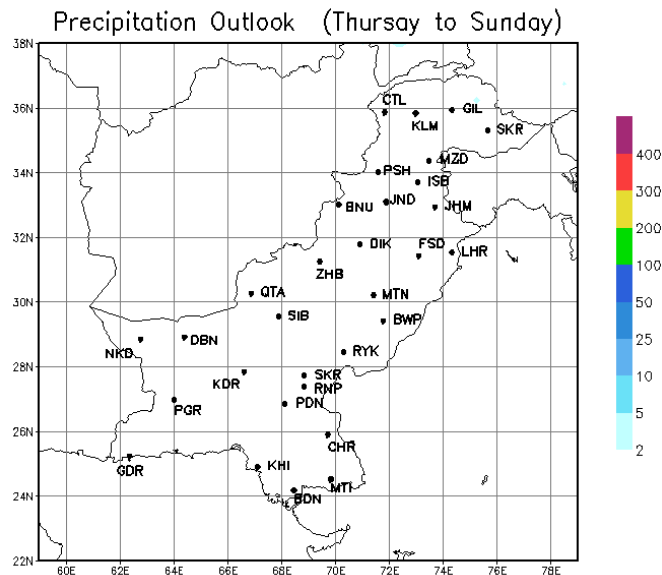 Precipitation Outlook (Thursay to Sunday)
38N
36N
34N
32N
30N
28N
26N
24N
22N
60E 62E 64E 66E 68E 70E 72E 74E 76E 78E
CTL
KLM
GIL
SKR
MZD
PSH
ISB
JND
BNU
JHM
DIK
FSD
LHR
ZHB
QTA
MTN
SIB
BWP
DBN
NKD
RYK
SKR
KDR
RNP
PDN
PGR
CHR
KHI
GDR
MTI
BDN
400
300
200
100
50
25
10
5
2